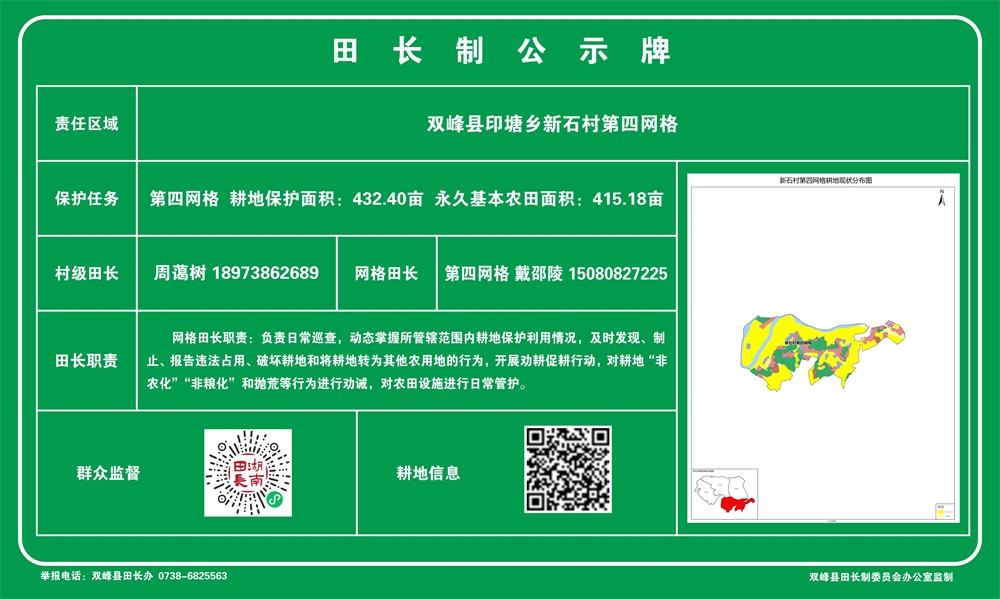 田长制公示牌
责任区域
双峰县印塘乡新石村第四网格
保护任务
第四网格 耕地保护面积：432.40亩 永久基本农田面积：415.18亩
村级田长
周蔼树 18973862689
网格田长
第四网格 戴邵陵 15080827225
田长职责
网格田长职责：负责日常巡查，动态掌握所管辖范围内耕地保护利用情况，及时发现、制
止、报告违法占用、破坏耕地和将耕地转为其他农用地的行为，开展劝耕促耕行动，对耕地“非
农化”“非粮化”和抛荒等行为进行劝诫，对农田设施进行日常管护。
群众监督
湖南田長
耕地信息
新石村第四网格耕地现状分布图
N
新石村第四网格
举报电话：双峰县田长办 0738-6825563
双峰县田长制委员会办公室监制